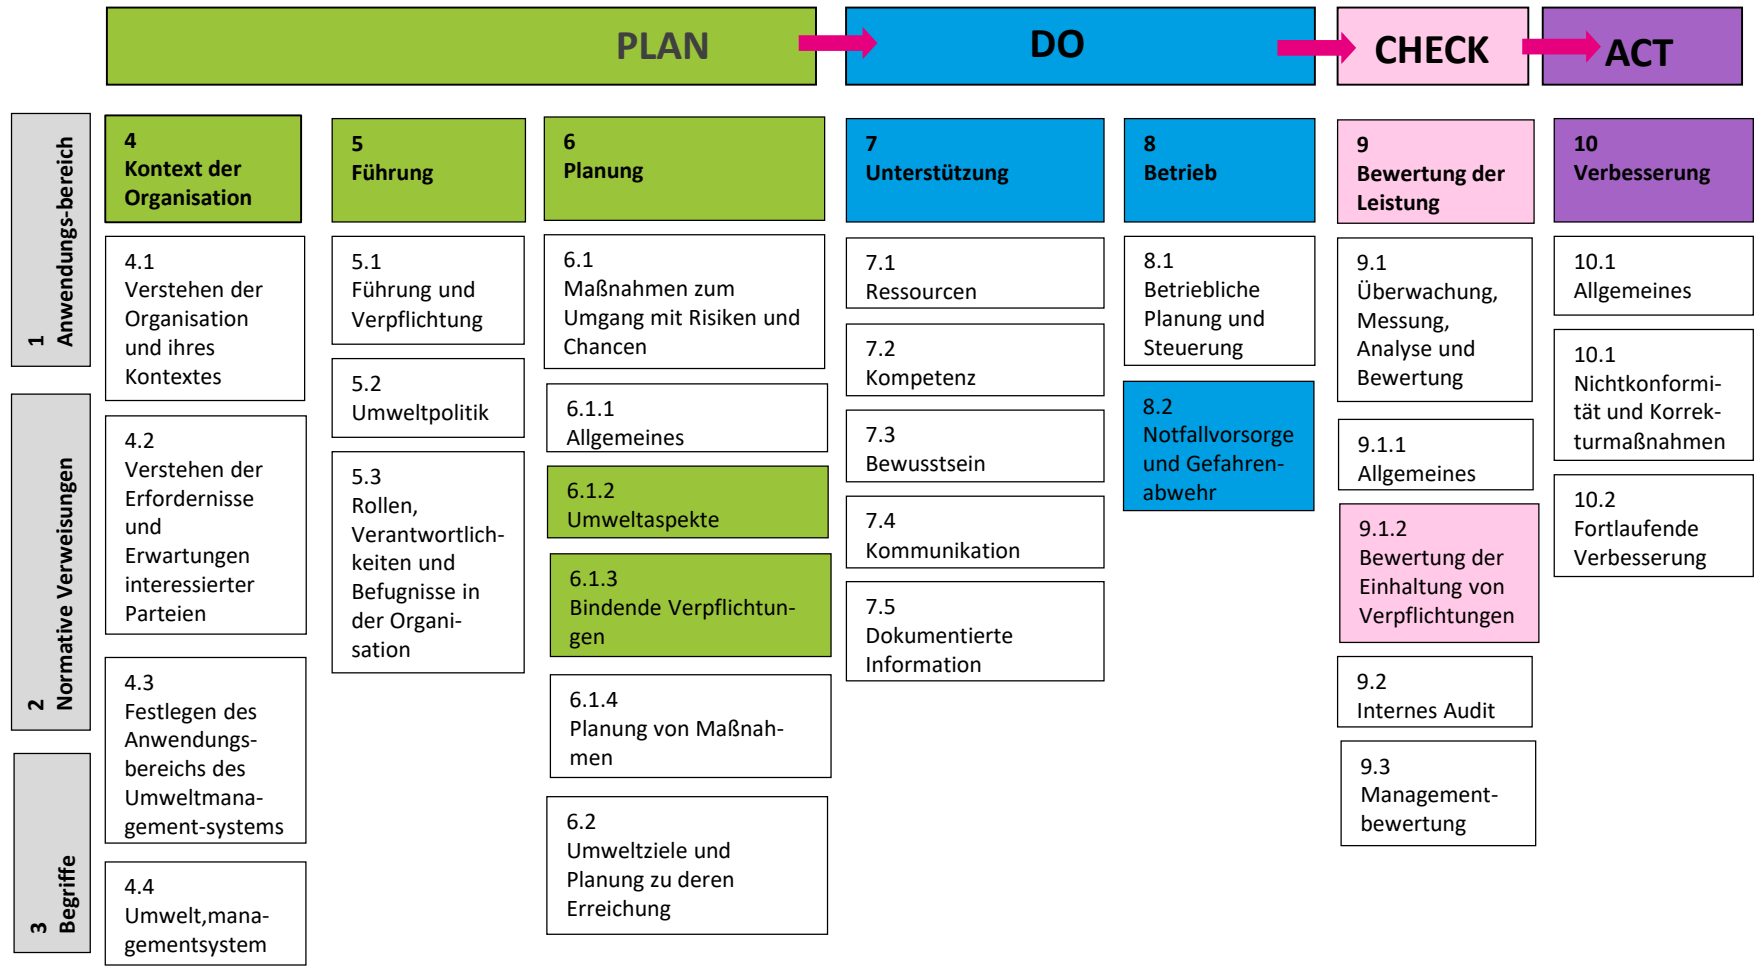 PLAN
DO
CHECK
ACT
1
Anwendungs-bereich
2
Normative Verweisungen
3
Begriffe
4
Kontext der
Organisation
4.1
Verstehen der
Organisation
und ihres
Kontextes
4.2
Verstehen der
Erfordernisse
und
Erwartungen
interessierter
Parteien
4.3
Festlegen des
Anwendungs-
bereichs des
Umweltmana-
gement-systems
4.4
Umwelt,mana-
gementsystem
5
Führung
5.1
Führung und
Verpflichtung
5.2
Umweltpolitik
5.3
Rollen,
Verantwortlich-
keiten und
Befugnisse in
der Organi-
sation
6
Planung
6.1
Maßnahmen zum
Umgang mit Risiken und
Chancen
6.1.1
Allgemeines
6.1.2
Umweltaspekte
6.1.3
Bindende Verpflichtun-
gen
6.1.4
Planung von Maßnah-
men
6.2
Umweltziele und
Planung zu deren
Erreichung
7
Unterstützung
7.1
Ressourcen
7.2
Kompetenz
7.3
Bewusstsein
7.4
Kommunikation
7.5
Dokumentierte
Information
8
Betrieb
8.1
Betriebliche
Planung und
Steuerung
8.2
Notfallvorsorge
und Gefahren-
abwehr
9
Bewertung der
Leistung
9.1
Überwachung,
Messung,
Analyse und
Bewertung
9.1.1
Allgemeines
9.1.2
Bewertung der
Einhaltung von
Verpflichtungen
9.2
Internes Audit
9.3
Management-
bewertung
10
Verbesserung
10.1
Allgemeines
10.1
Nichtkonformi-
tät und Korrek-
turmaßnahmen
10.2
Fortlaufende
Verbesserung